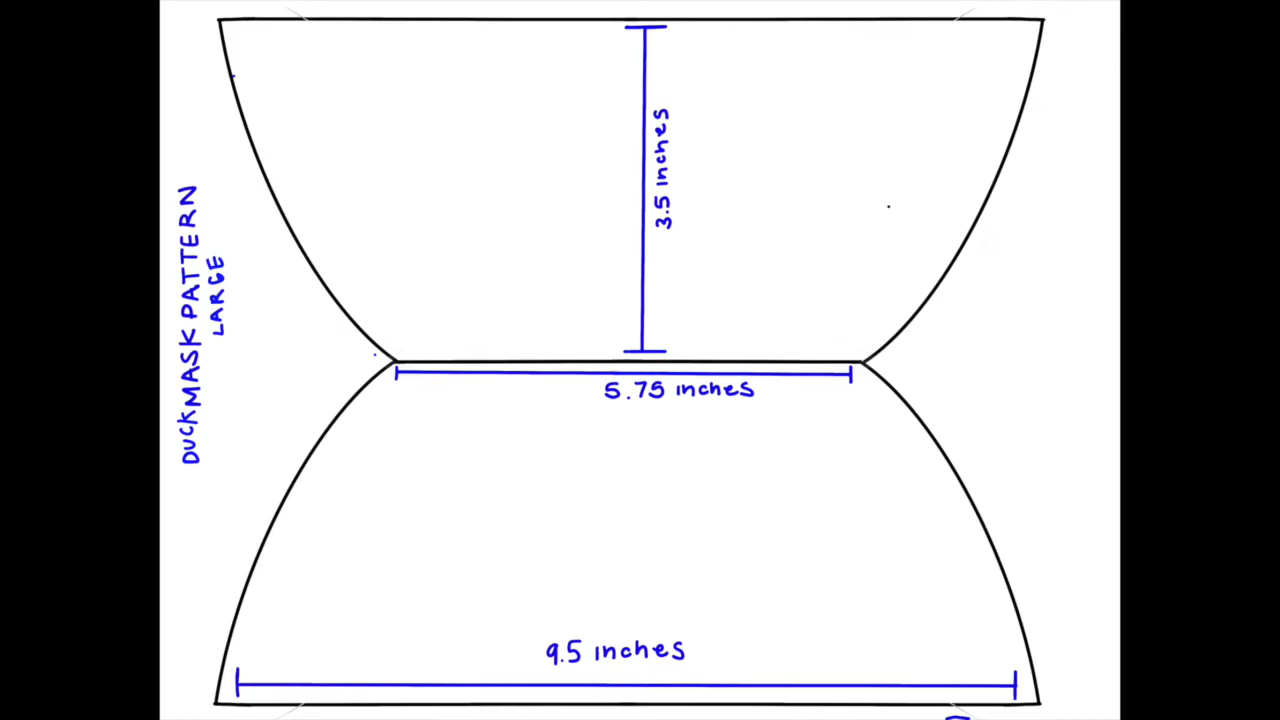 DUCKMASK PATTERN
LARGE
3.5 inches
5.75 inches
9.5 inches